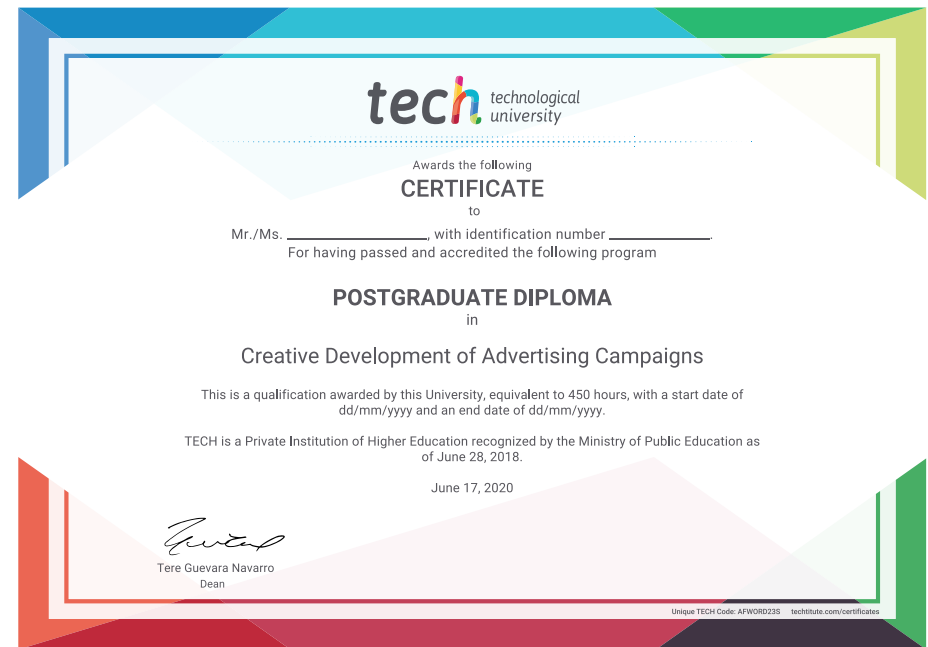 tech technological
university
Awards the following
CERTIFICATE
to
Mr./Ms. ____________________, with identification number ______________.
For having passed and accredited the following program
POSTGRADUATE DIPLOMA
in
Creative Development of Advertising Campaigns
This is a qualification awarded by this University, equivalent to 450 hours, with a start date of
dd/mm/yyyy and an end date of dd/mm/yyyy.
TECH is a Private Institution of Higher Education recognized by the Ministry of Public Education as
of June 28, 2018.
June 17, 2020
Tere Guevara Navarro
Dean
Unique TECH Code: AFWORD23S techtitute.com/certificates